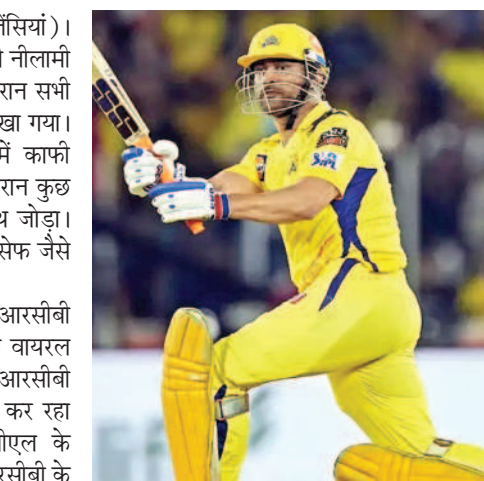 जेंसियां)।
नीलामी
रान सभी
खा गया।
में काफी
रान कुछ
थ जोड़ा।
सेफ जैसे
आरसीबी
वायरल
आरसीबी
कर रहा
ीएल के
रसीबी के